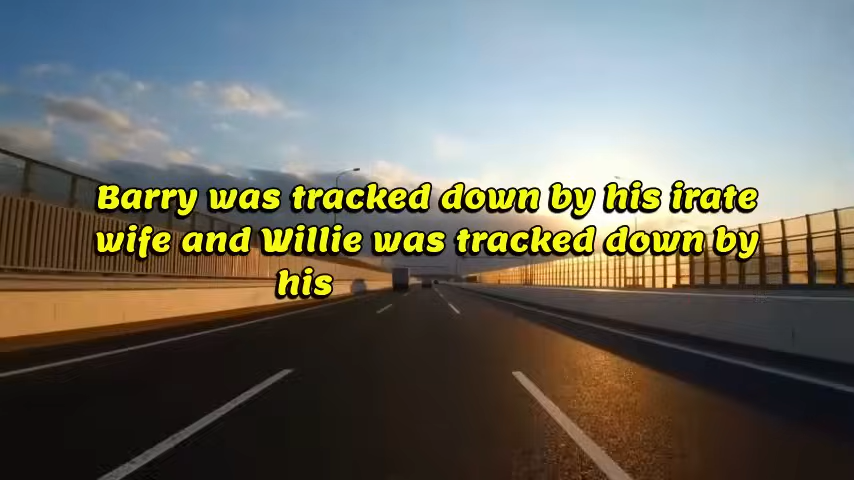 Barry was tracked down by his irate
wife and Willie was tracked down by
his